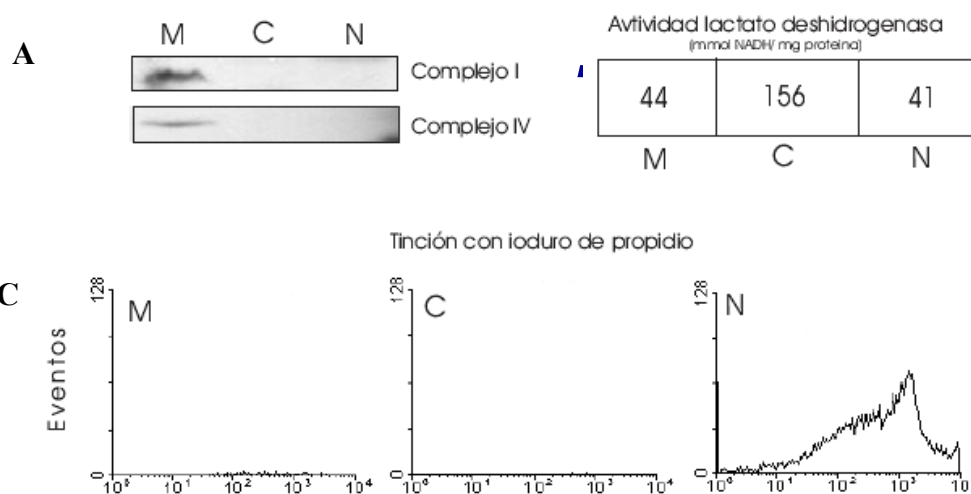 A
M C N
Complejo I
Complejo IV
Avtividad lactato deshidrogenasa
(mmol NADH/ mg proteina)
44 156 41
M C N
Tinción con ioduro de propidio
C
Eventos
128
0
M
10⁰ 10¹ 10² 10³ 10⁴
128
0
C
10⁰ 10¹ 10² 10³ 10⁴
128
0
N
10⁰ 10¹ 10² 10³ 10